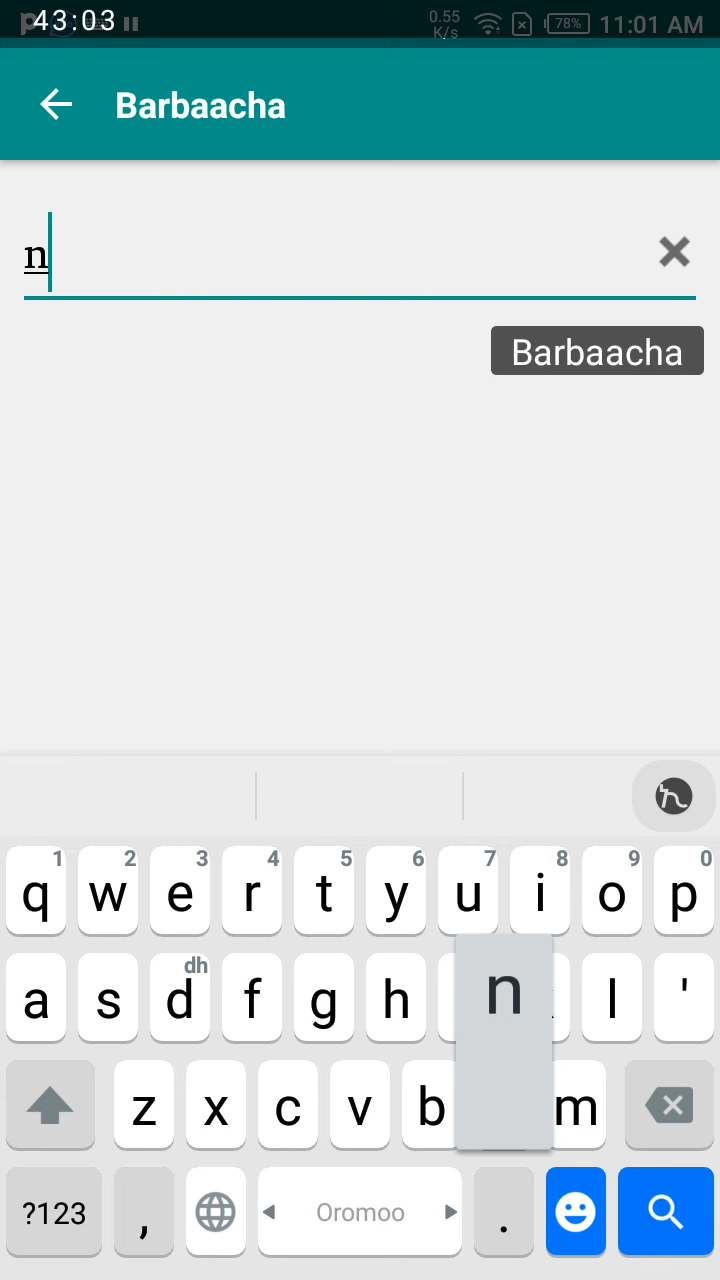 43:03
0.55 K/s
78%
11:01 AM
Barbaacha
n
Barbaacha
1 2 3 4 5 6 7 8 9 0
q w e r t y u i o p
dh
a s d f g h l '
n
z x c v b m
?123 , Oromoo .